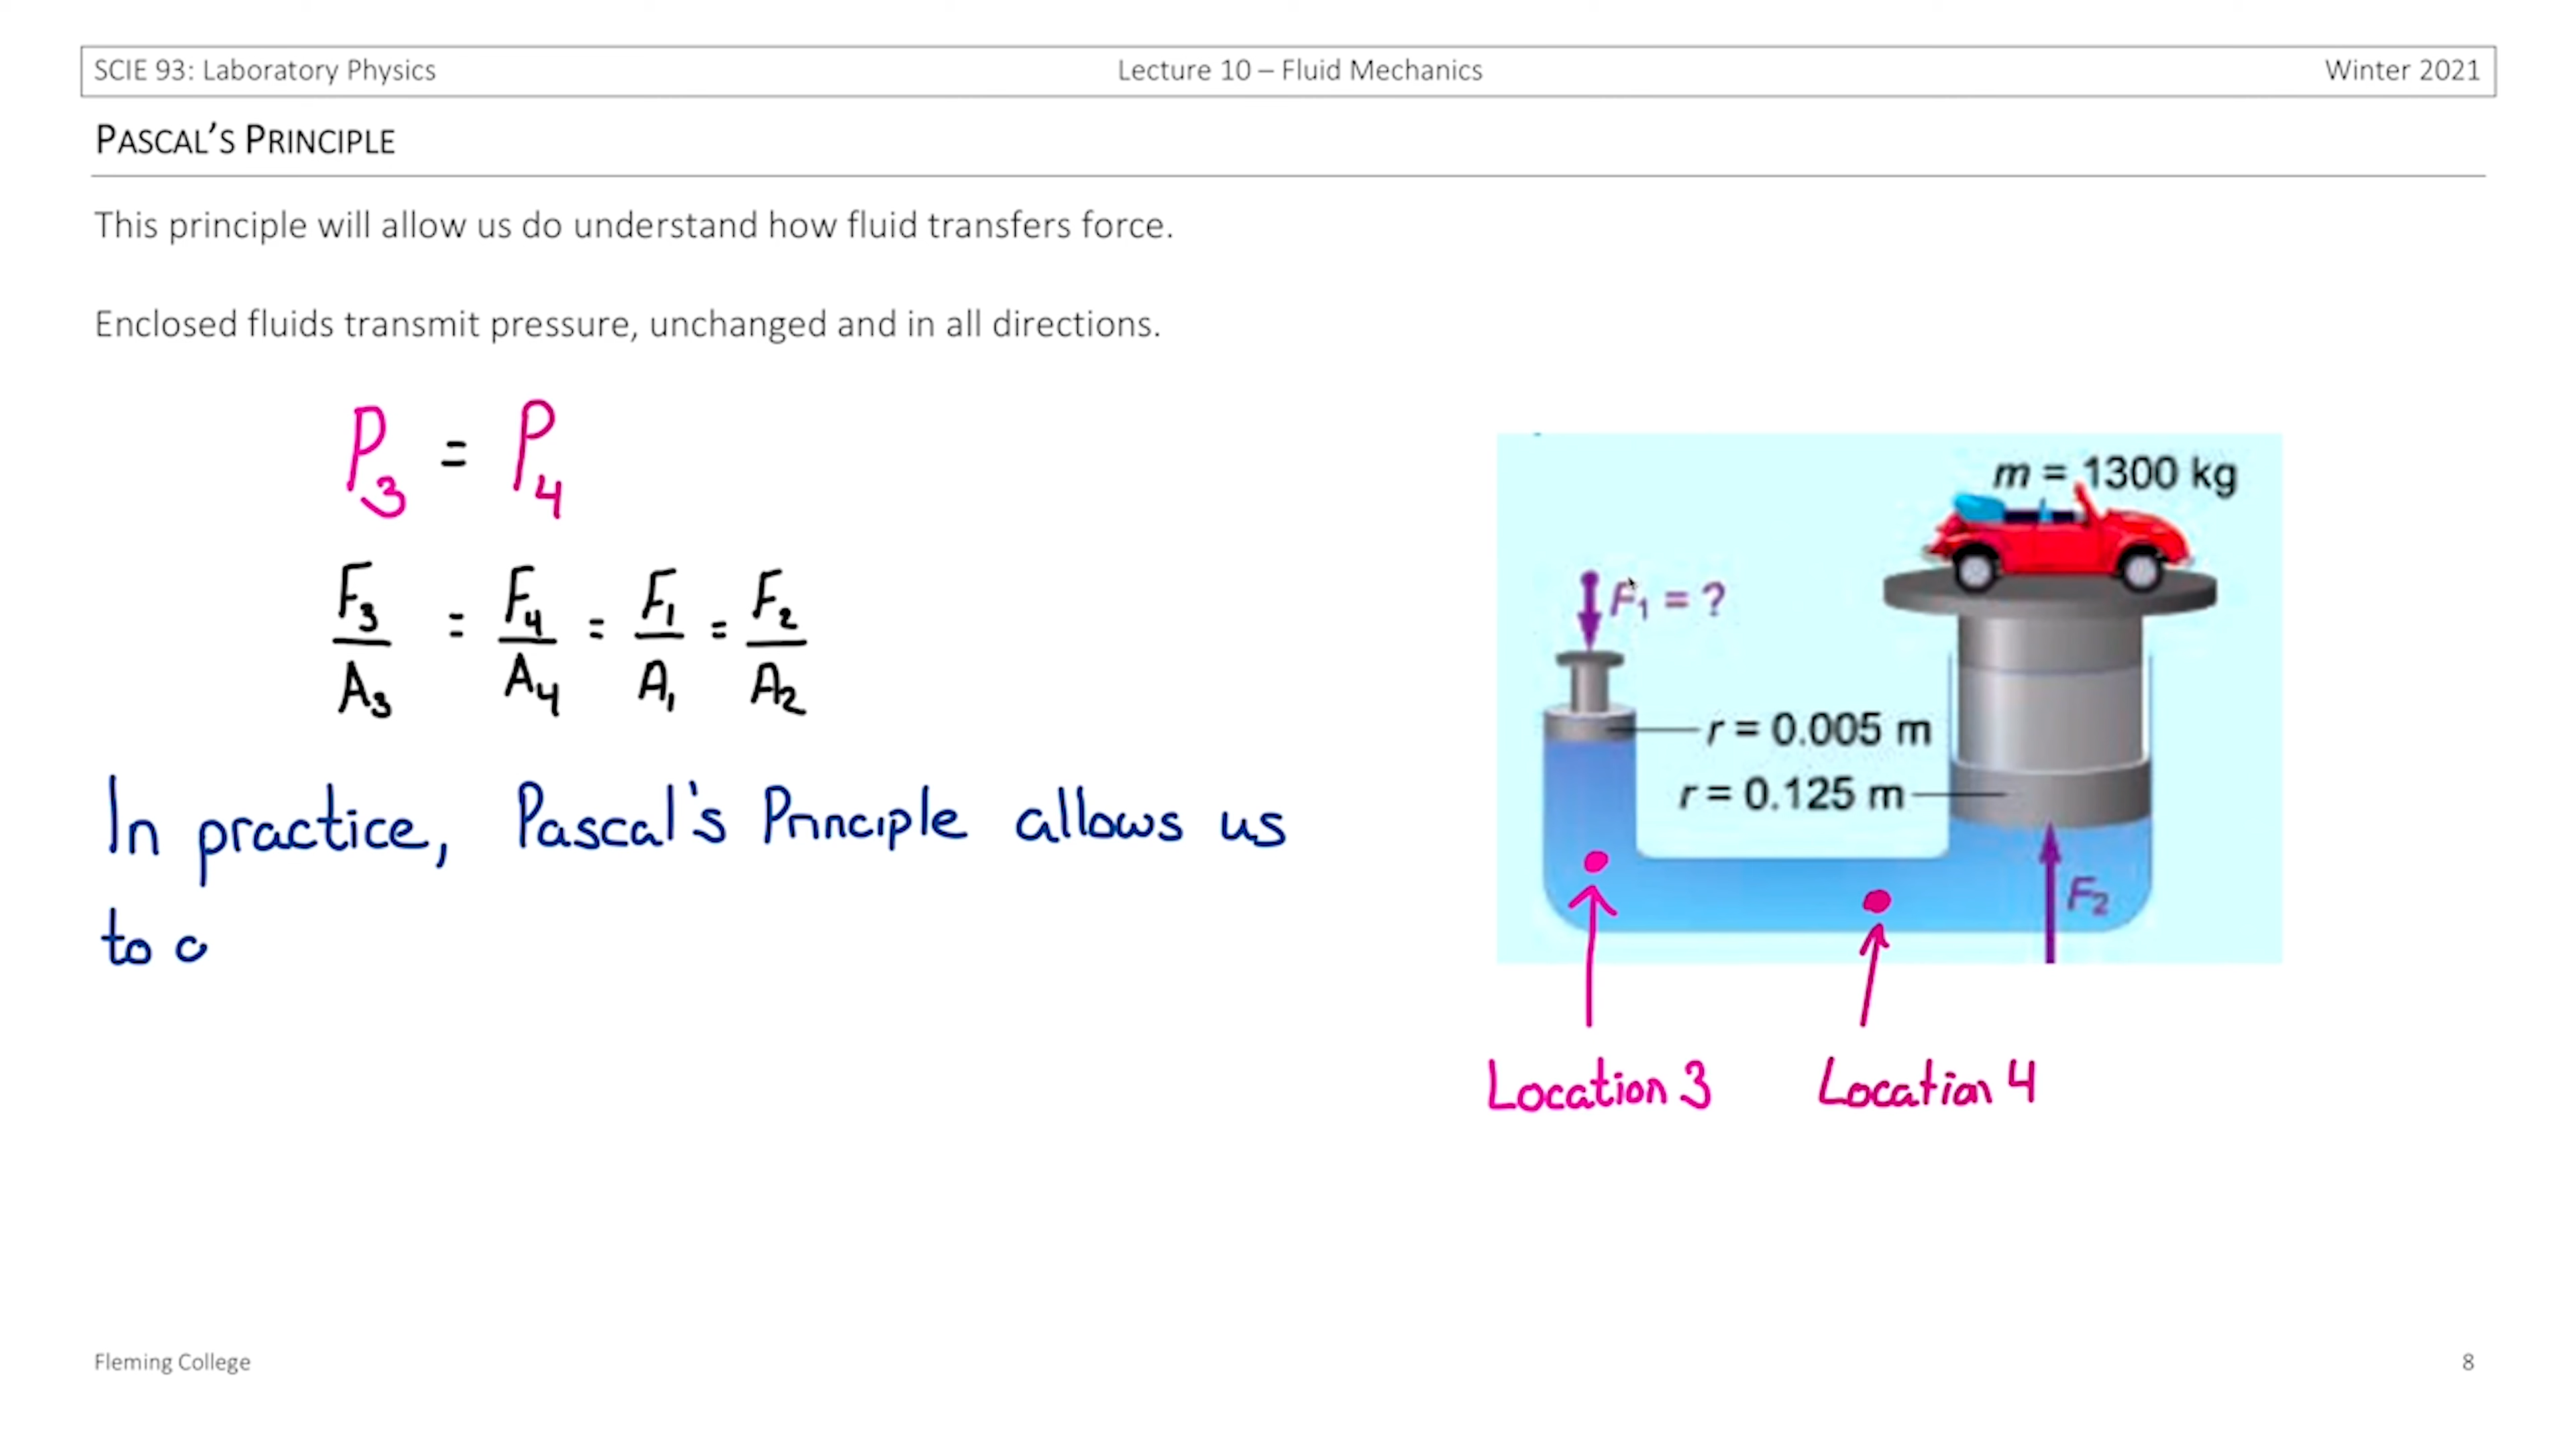 SCIE 93: Laboratory Physics Lecture 10 – Fluid Mechanics Winter 2021
PASCAL'S PRINCIPLE
This principle will allow us do understand how fluid transfers force.
Enclosed fluids transmit pressure, unchanged and in all directions.
P₃ = P₄
F₃/A₃ = F₄/A₄ = F₁/A₁ = F₂/A₂
In practice, Pascal's Principle allows us
to c
m = 1300 kg
F₁ = ?
r = 0.005 m
r = 0.125 m
F₂
Location 3 Location 4
Fleming College 8